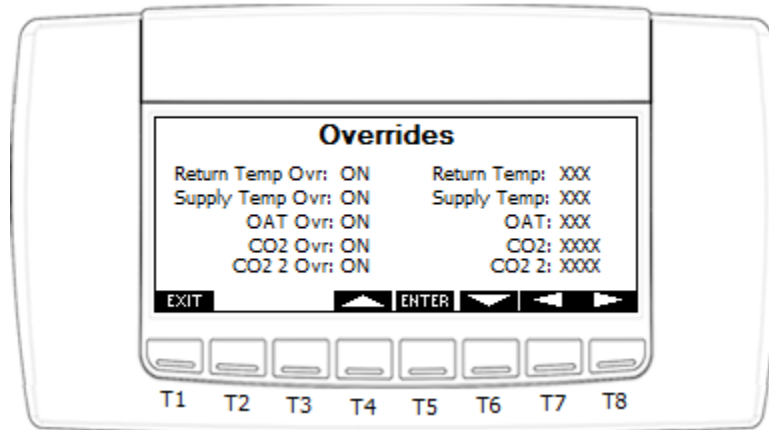 Overrides
Return Temp Ovr: ON Return Temp: XXX
Supply Temp Ovr: ON Supply Temp: XXX
OAT Ovr: ON OAT: XXX
CO2 Ovr: ON CO2: XXXX
CO2 2 Ovr: ON CO2 2: XXXX
EXIT ENTER
T1 T2 T3 T4 T5 T6 T7 T8